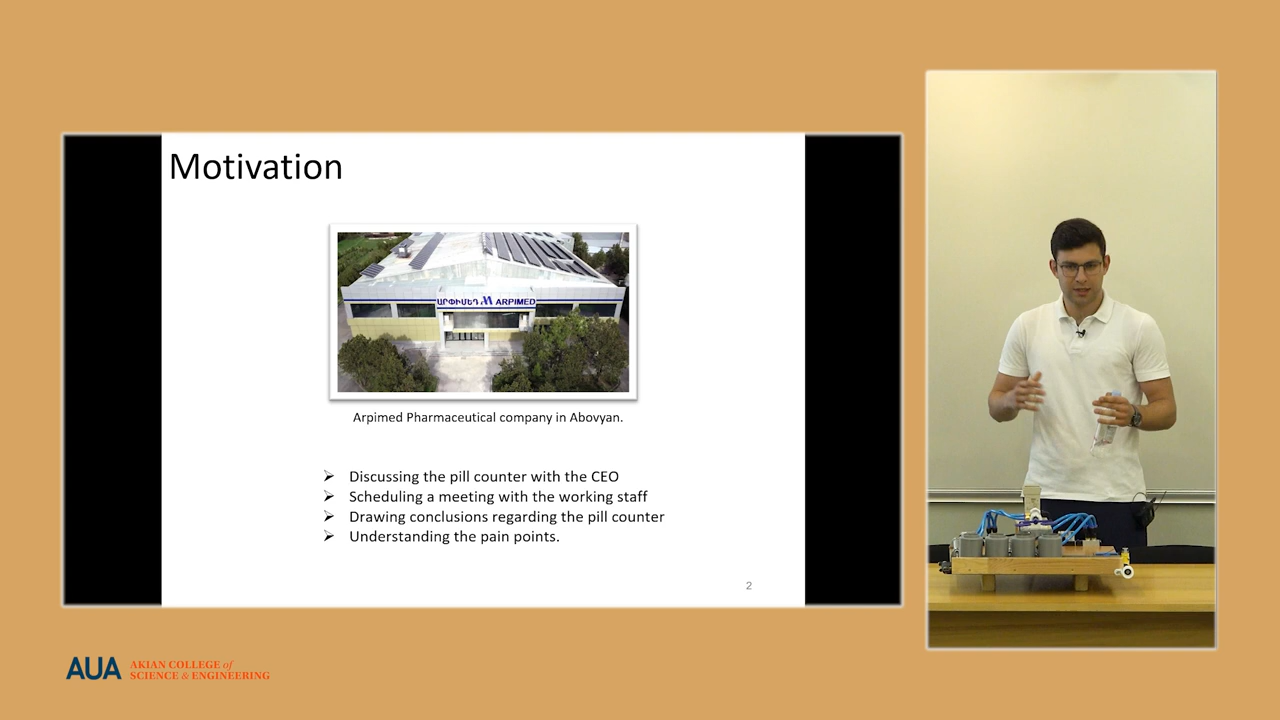 Motivation
ԱՐՓԻՄԵԴ ARPIMED
Arpimed Pharmaceutical company in Abovyan.
➢ Discussing the pill counter with the CEO
➢ Scheduling a meeting with the working staff
➢ Drawing conclusions regarding the pill counter
➢ Understanding the pain points.
2
AUA AKIAN COLLEGE of
SCIENCE & ENGINEERING